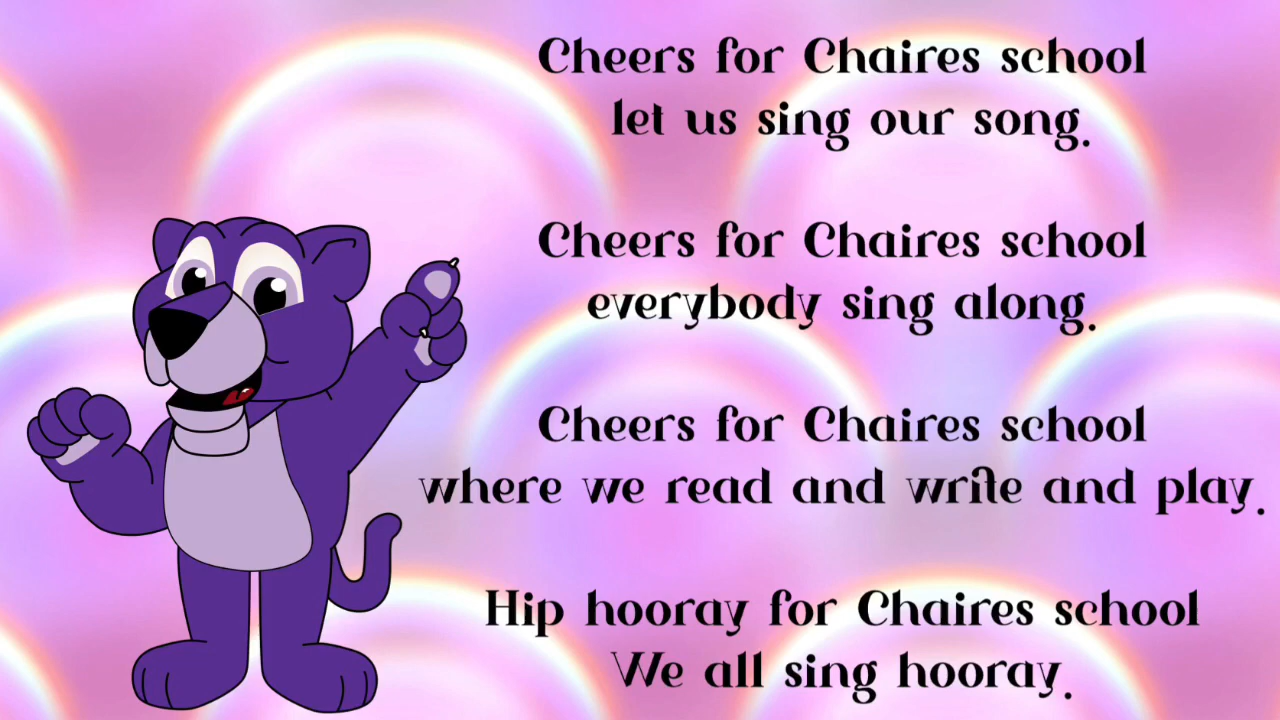 Cheers for Chaires school
let us sing our song.
Cheers for Chaires school
everybody sing along.
Cheers for Chaires school
where we read and write and play.
Hip hooray for Chaires school
We all sing hooray.